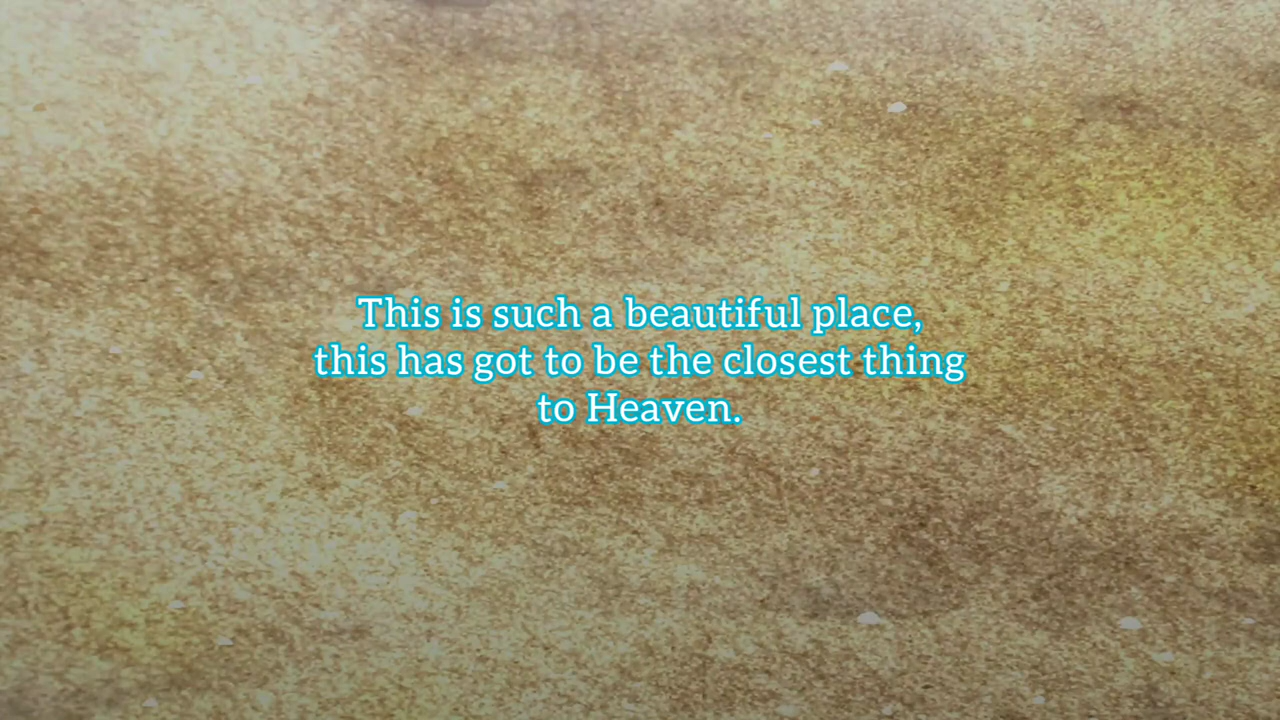 This is such a beautiful place,
this has got to be the closest thing
to Heaven.